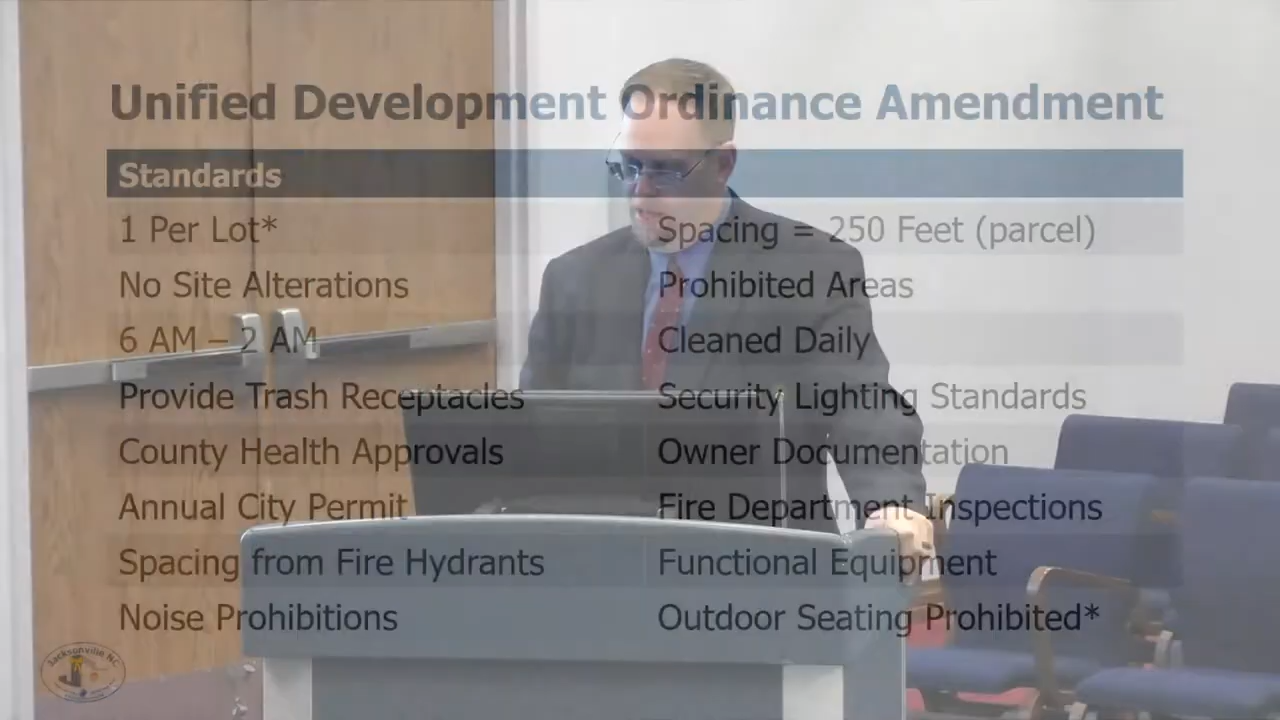 Unified Development Ordinance Amendment
Standards
1 Per Lot* Spacing = 250 Feet (parcel)
No Site Alterations Prohibited Areas
6 AM – 2 AM Cleaned Daily
Provide Trash Receptacles Security Lighting Standards
County Health Approvals Owner Documentation
Annual City Permit Fire Department Inspections
Spacing from Fire Hydrants Functional Equipment
Noise Prohibitions Outdoor Seating Prohibited*
Jacksonville NC